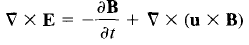 ∇ × E = − ∂B/∂t + ∇ × (u × B)